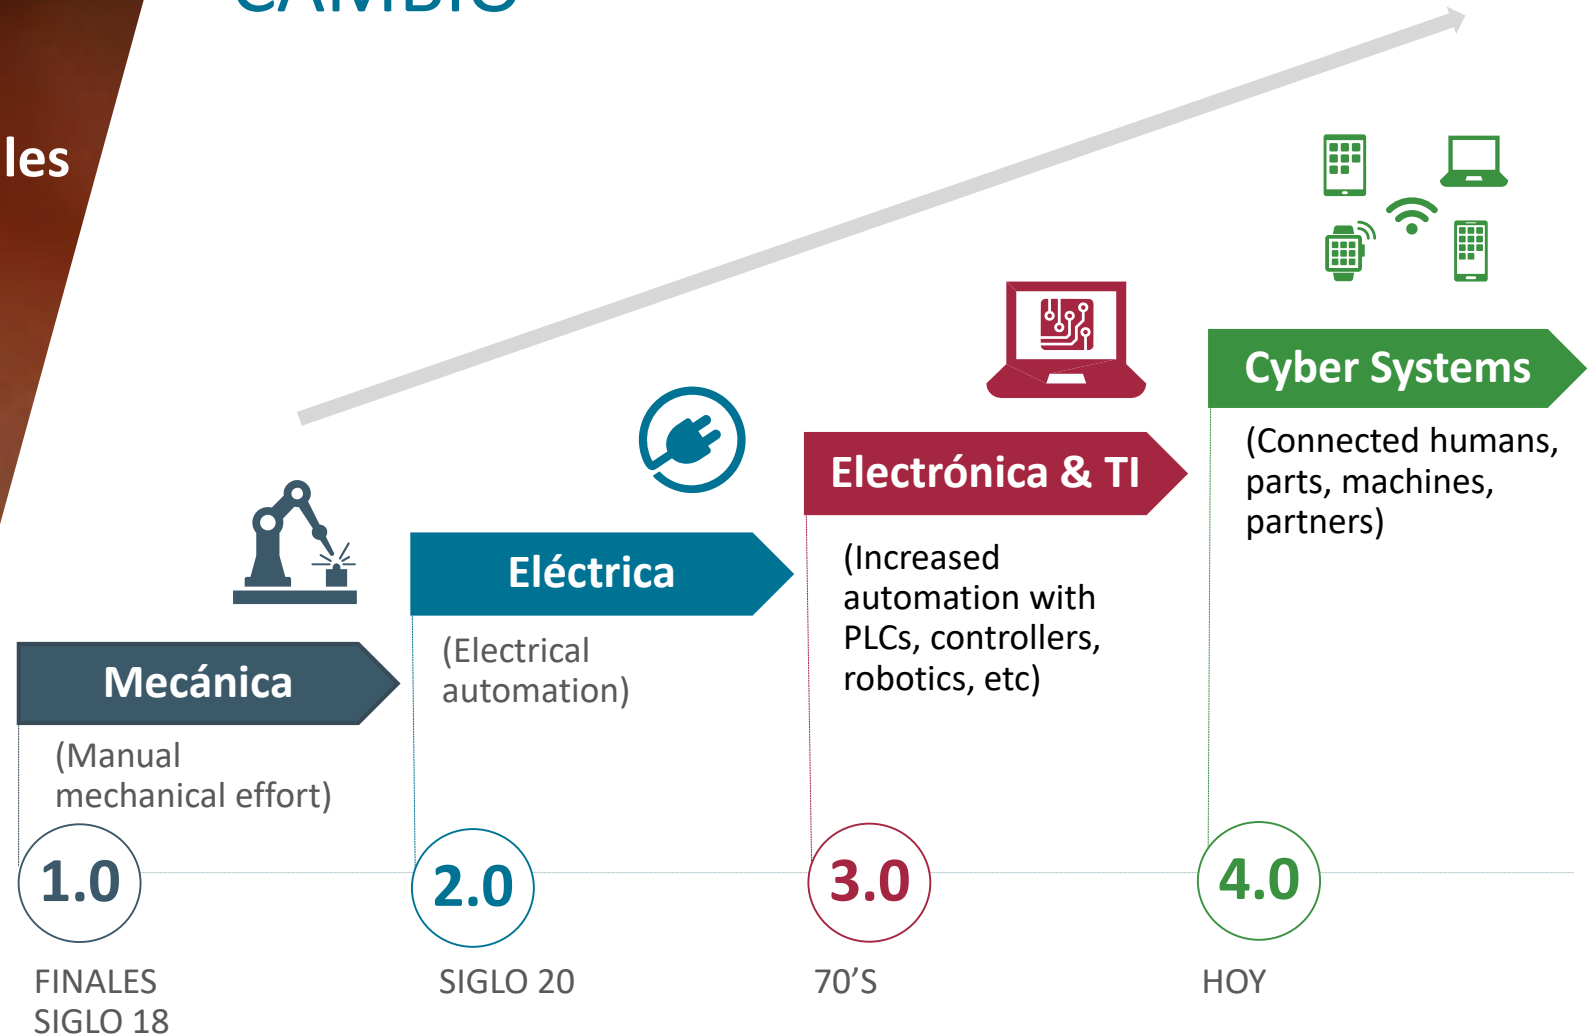 les
Cyber Systems
(Connected humans,
parts, machines,
partners)
Electrónica & TI
(Increased
automation with
PLCs, controllers,
robotics, etc)
Eléctrica
(Electrical
automation)
Mecánica
(Manual
mechanical effort)
1.0
2.0
3.0
4.0
FINALES
SIGLO 18
SIGLO 20
70’S
HOY